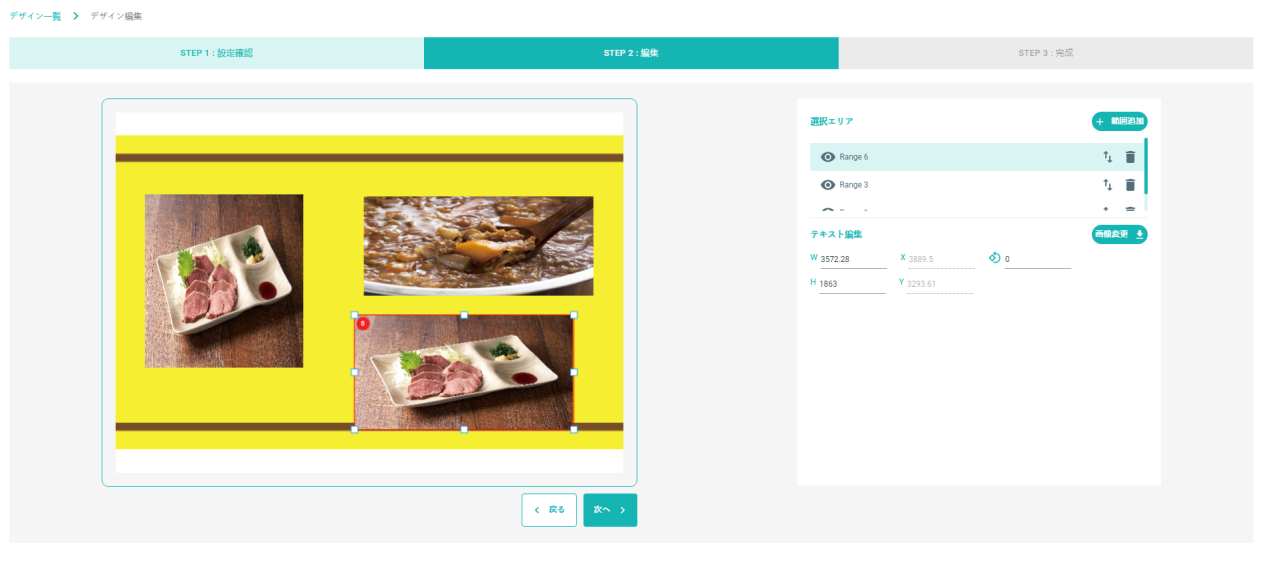 デザイン一覧 > デザイン編集
STEP 1 : 設定確認
STEP 2 : 編集
STEP 3 : 完成
選択エリア
+ 範囲追加
Range 6
Range 3
テキスト編集
画像変更
W 3572.28 X 3889.5 0
H 1863 Y 3293.61
戻る
次へ